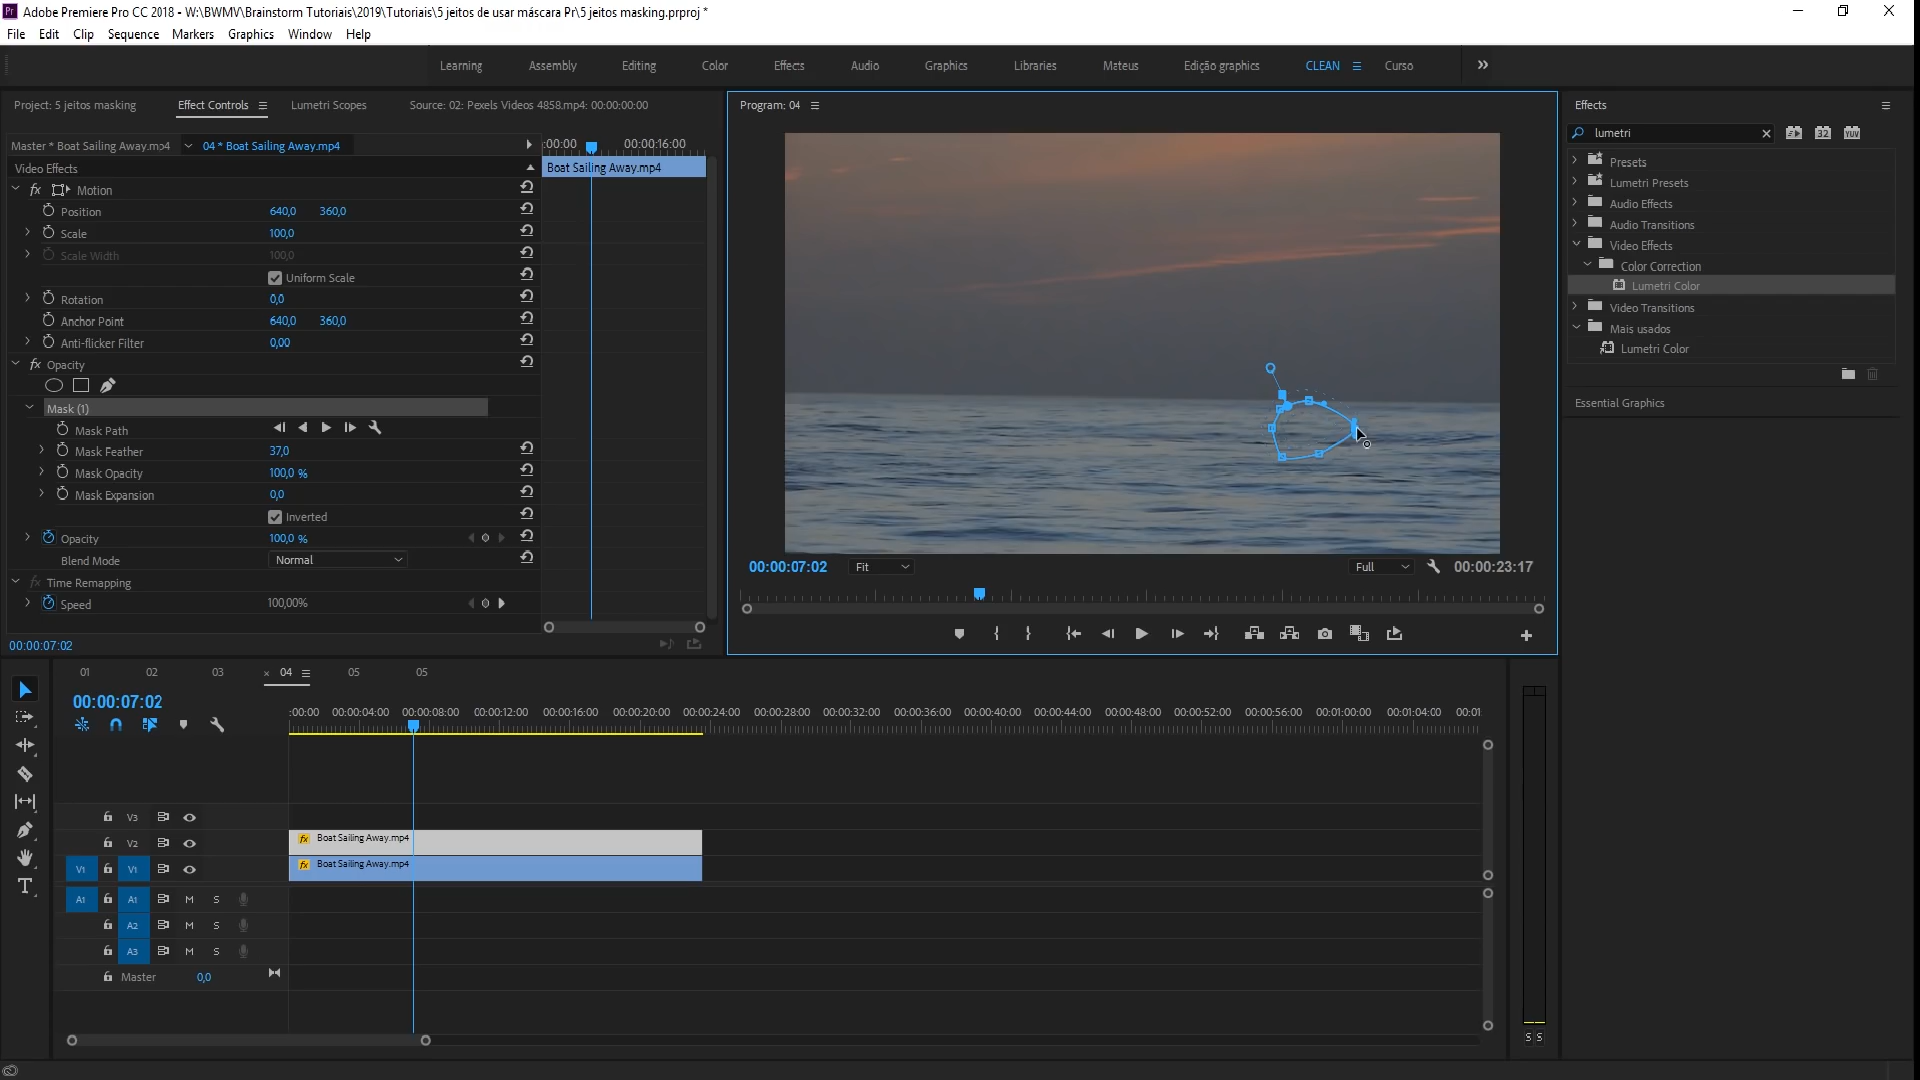 Adobe Premiere Pro CC 2018 - W:\BWMV\Brainstorm Tutoriais\2019\Tutoriais\5 jeitos de usar máscara Pr\5 jeitos masking.prproj *
File Edit Clip Sequence Markers Graphics Window Help
Learning Assembly Editing Color Effects Audio Graphics Libraries Mateus Edição graphics CLEAN Curso
Project: 5 jeitos masking Effect Controls Lumetri Scopes Source: 02: Pexels Videos 4858.mp4: 00:00:00:00
Master * Boat Sailing Away.mp4 04 * Boat Sailing Away.mp4
:00:00 00:00:16:00
Video Effects
Boat Sailing Away.mp4
fx Motion
Position 640,0 360,0
Scale 100,0
Scale Width 100,0
Uniform Scale
Rotation 0,0
Anchor Point 640,0 360,0
Anti-flicker Filter 0,00
fx Opacity
Mask (1)
Mask Path
Mask Feather 37,0
Mask Opacity 100,0 %
Mask Expansion 0,0
Inverted
Opacity 100,0 %
Blend Mode Normal
fx Time Remapping
Speed 100,00%
00:00:07:02
Program: 04
00:00:07:02 Fit Full 00:00:23:17
Effects
lumetri
32 YUV
Presets
Lumetri Presets
Audio Effects
Audio Transitions
Video Effects
Color Correction
Lumetri Color
Video Transitions
Mais usados
Lumetri Color
Essential Graphics
01 02 03 × 04 05 05
00:00:07:02
:00:00 00:00:04:00 00:00:08:00 00:00:12:00 00:00:16:00 00:00:20:00 00:00:24:00 00:00:28:00 00:00:32:00 00:00:36:00 00:00:40:00 00:00:44:00 00:00:48:00 00:00:52:00 00:00:56:00 00:01:00:00 00:01:04:00 00:01
V3
V2
fx Boat Sailing Away.mp4
V1 V1
fx Boat Sailing Away.mp4
A1 A1 M S
A2 M S
A3 M S
Master 0,0
S S